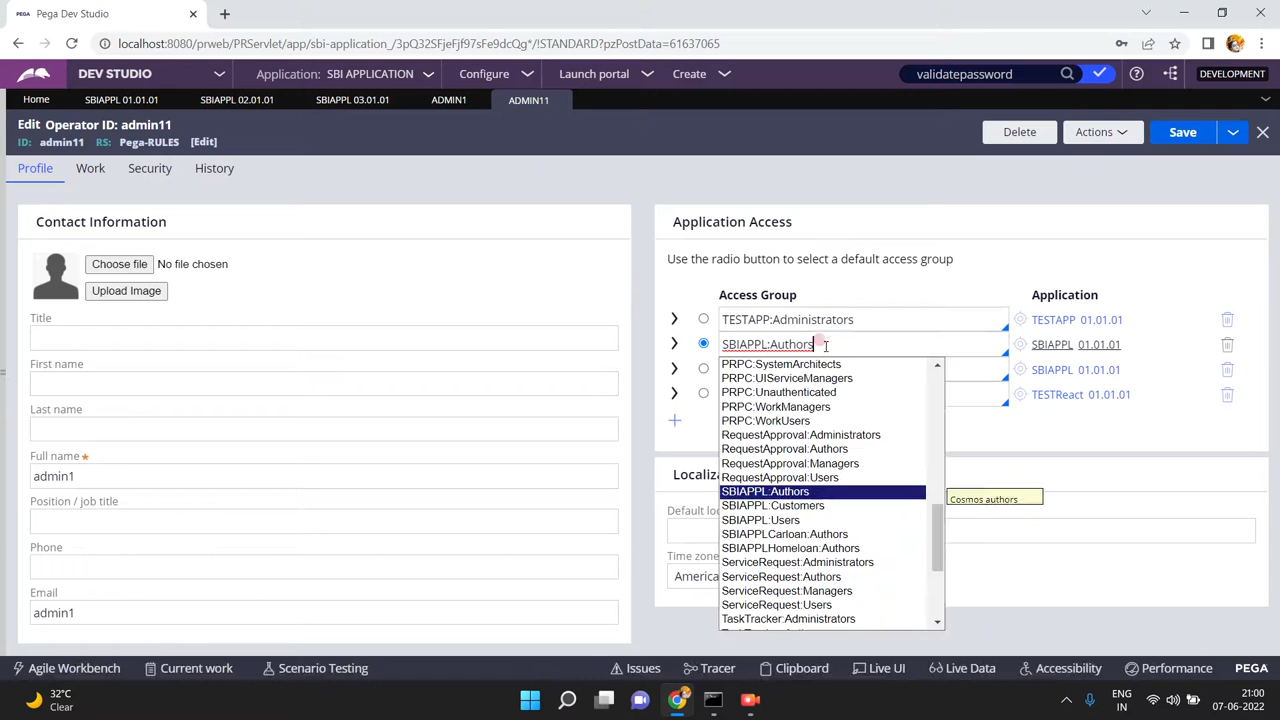 PEGA Pega Dev Studio
localhost:8080/prweb/PRServlet/app/sbi-application_/3pQ32SFjeFjf97sFe9dCQg*/STANDARD?pzPostData=61637065
DEV STUDIO
Application: SBI APPLICATION
Configure
Launch portal
Create
validatepassword
DEVELOPMENT
Home
SBIAPPL 01.01.01
SBIAPPL 02.01.01
SBIAPPL 03.01.01
ADMIN1
ADMIN11
Edit Operator ID: admin11
ID: admin11 RS: Pega-RULES [Edit]
Delete
Actions
Save
Profile
Work
Security
History
Contact Information
Choose file No file chosen
Upload Image
Title
First name
Last name
Full name *
admin1
Position / job title
Phone
Email
admin1
Application Access
Use the radio button to select a default access group
Access Group
Application
TESTAPP:Administrators
TESTAPP 01.01.01
SBIAPPL:Authors
SBIAPPL 01.01.01
SBIAPPL 01.01.01
TESTReact 01.01.01
PRPC:SystemArchitects
PRPC:UIServiceManagers
PRPC:Unauthenticated
PRPC:WorkManagers
PRPC:WorkUsers
RequestApproval:Administrators
RequestApproval:Authors
RequestApproval:Managers
RequestApproval:Users
SBIAPPL:Authors
SBIAPPL:Customers
SBIAPPL:Users
SBIAPPLCarloan:Authors
SBIAPPLHomeloan:Authors
ServiceRequest:Administrators
ServiceRequest:Authors
ServiceRequest:Managers
ServiceRequest:Users
TaskTracker:Administrators
Cosmos authors
Default
Time
America
Agile Workbench
Current work
Scenario Testing
Issues
Tracer
Clipboard
Live UI
Live Data
Accessibility
Performance
PEGA
32°C
Clear
ENG
IN
21:00
07-06-2022